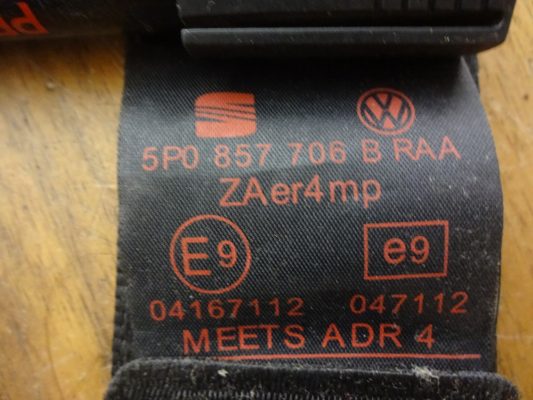 5P0 857 706 B RAA
ZAer4mp
E9 e9
04167112 047112
MEETS ADR 4